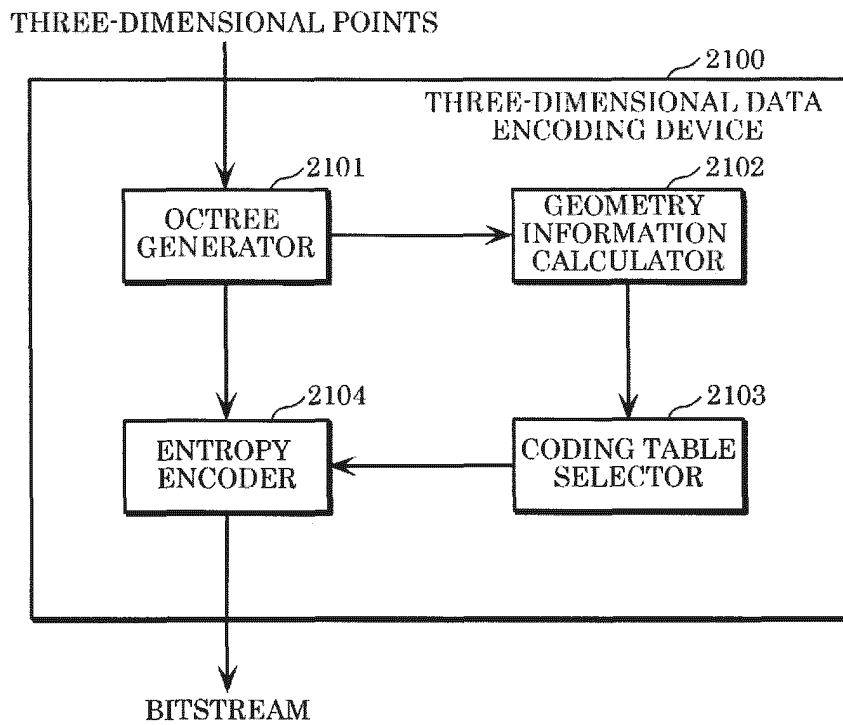 THREE-DIMENSIONAL POINTS
2100
THREE-DIMENSIONAL DATA
ENCODING DEVICE
2101
OCTREE
GENERATOR
2102
GEOMETRY
INFORMATION
CALCULATOR
2104
ENTROPY
ENCODER
2103
CODING TABLE
SELECTOR
BITSTREAM